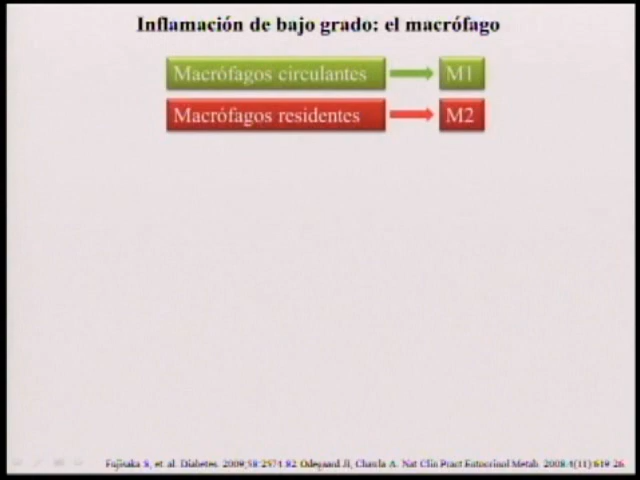 Inflamación de bajo grado: el macrófago
Macrófagos circulantes
M1
Macrófagos residentes
M2
Fujisaka S, et. al. Diabetes. 2009;58:2574-82. Odegaard JI, Chawla A. Nat Clin Pract Endocrinol Metab. 2008;4(11):619-26.